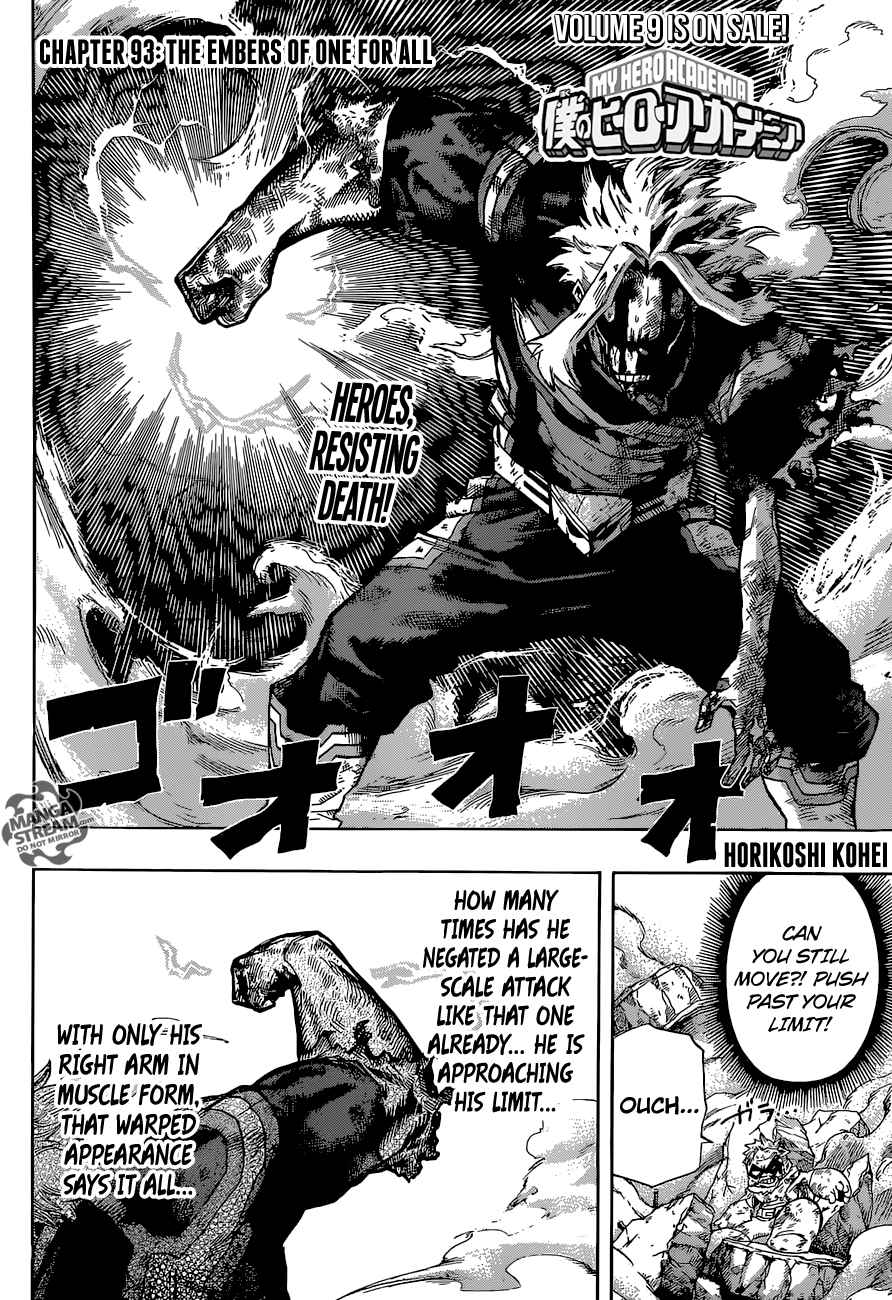 CHAPTER 93: THE EMBERS OF ONE FOR ALL
VOLUME 9 IS ON SALE!
MY HERO ACADEMIA
僕のヒーローアカデミア
HEROES,
RESISTING
DEATH!
ゴオオオ
MANGA
STREAM.com
DO NOT MIRROR
HORIKOSHI KOHEI
CAN
YOU STILL
MOVE?! PUSH
PAST YOUR
LIMIT!
OUCH...
ガラ...
HOW MANY
TIMES HAS HE
NEGATED A LARGE-
SCALE ATTACK
LIKE THAT ONE
ALREADY... HE IS
APPROACHING
HIS LIMIT...
WITH ONLY HIS
RIGHT ARM IN
MUSCLE FORM,
THAT WARPED
APPEARANCE
SAYS IT ALL...